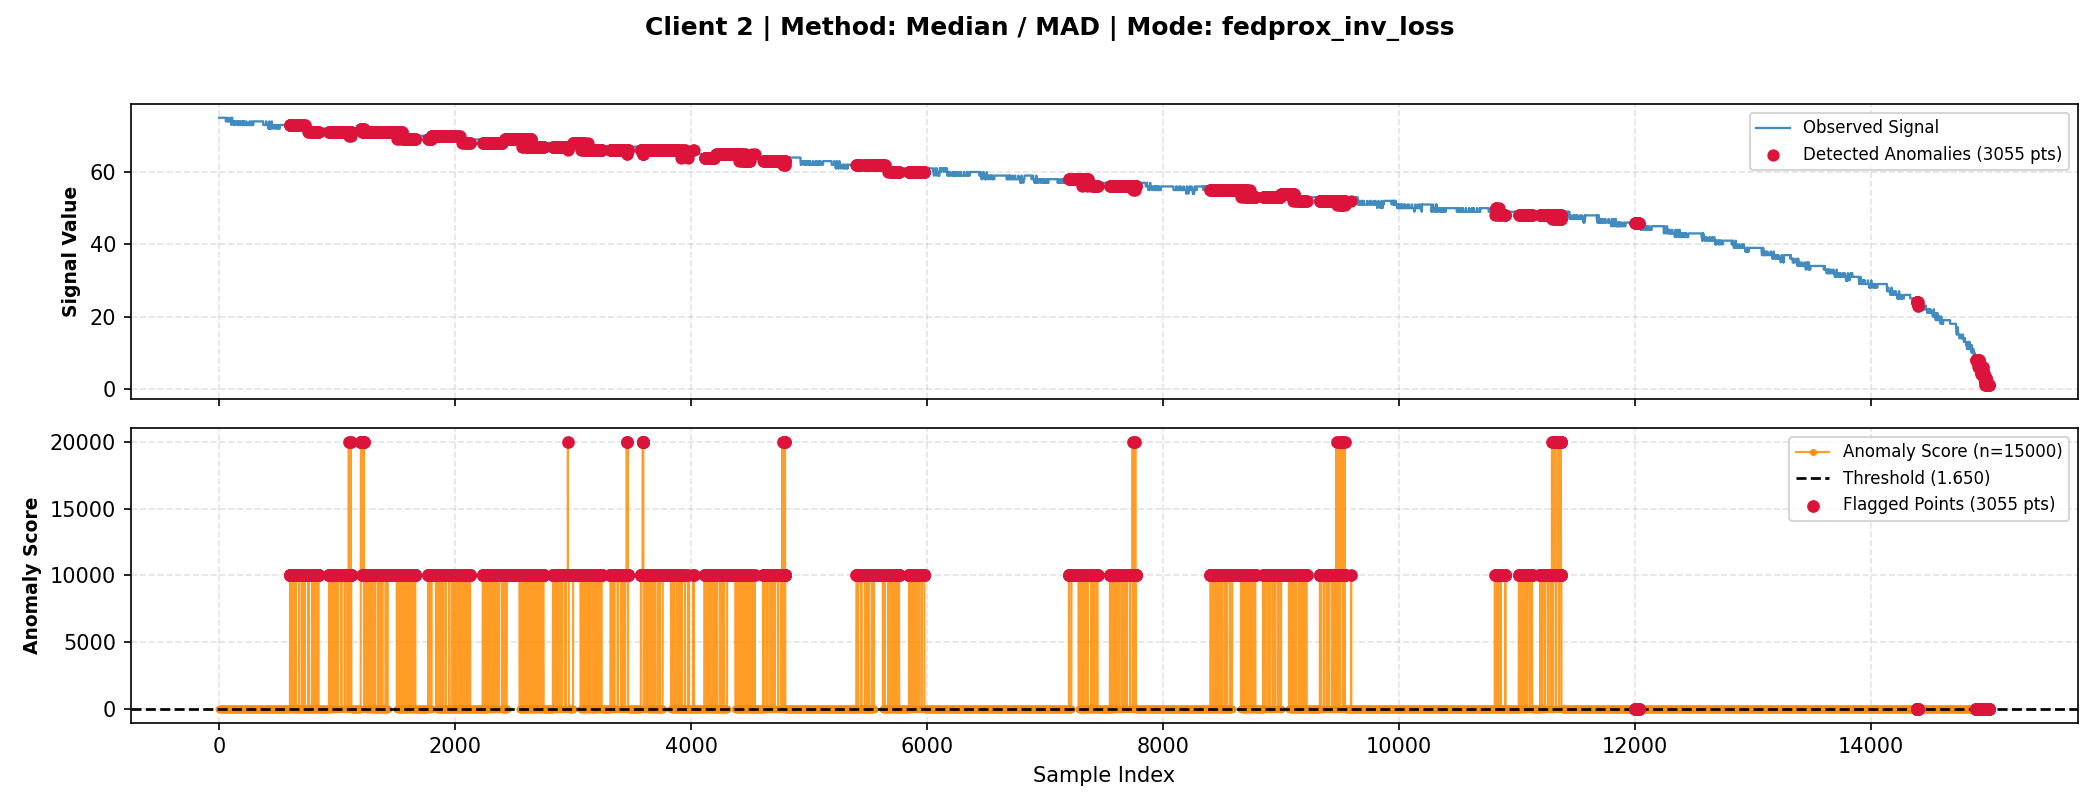 Client 2 | Method: Median / MAD | Mode: fedprox_inv_loss
Signal Value
60
40
20
0
Observed Signal
Detected Anomalies (3055 pts)
Anomaly Score
20000
15000
10000
5000
0
Anomaly Score (n=15000)
Threshold (1.650)
Flagged Points (3055 pts)
0 2000 4000 6000 8000 10000 12000 14000
Sample Index